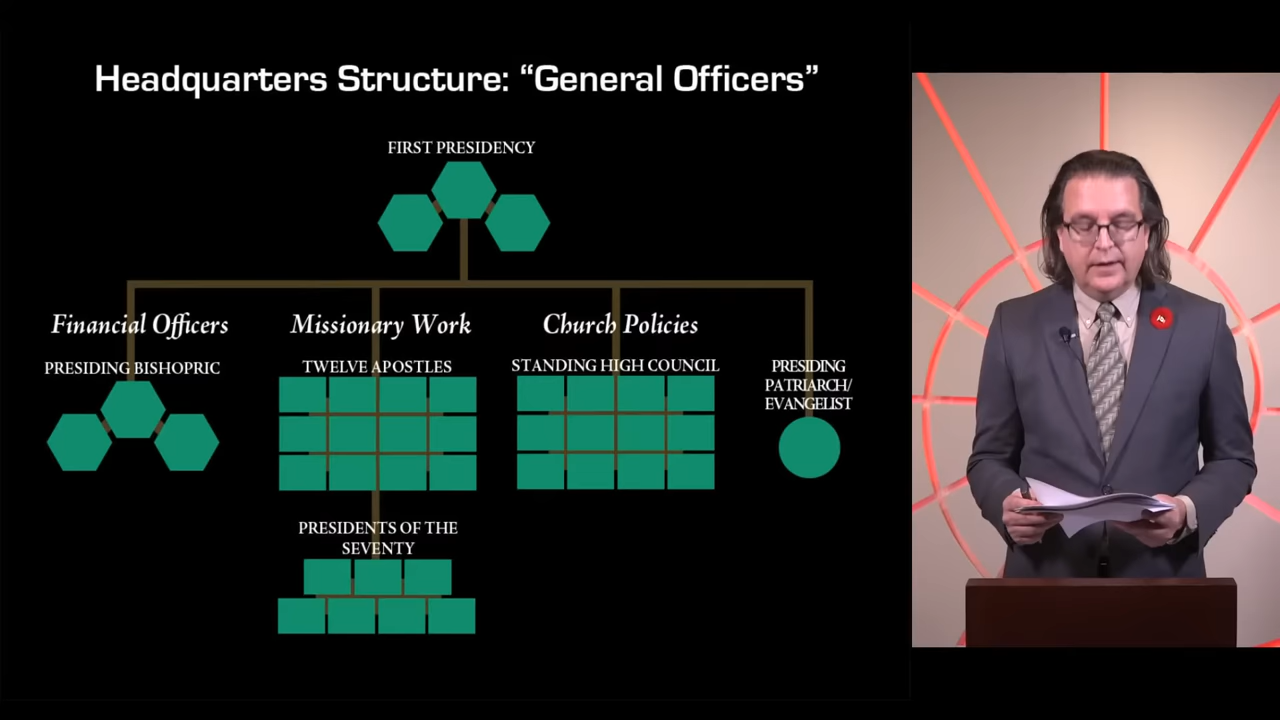 Headquarters Structure: “General Officers”
FIRST PRESIDENCY
Financial Officers
PRESIDING BISHOPRIC
Missionary Work
TWELVE APOSTLES
PRESIDENTS OF THE
SEVENTY
Church Policies
STANDING HIGH COUNCIL
PRESIDING
PATRIARCH/
EVANGELIST